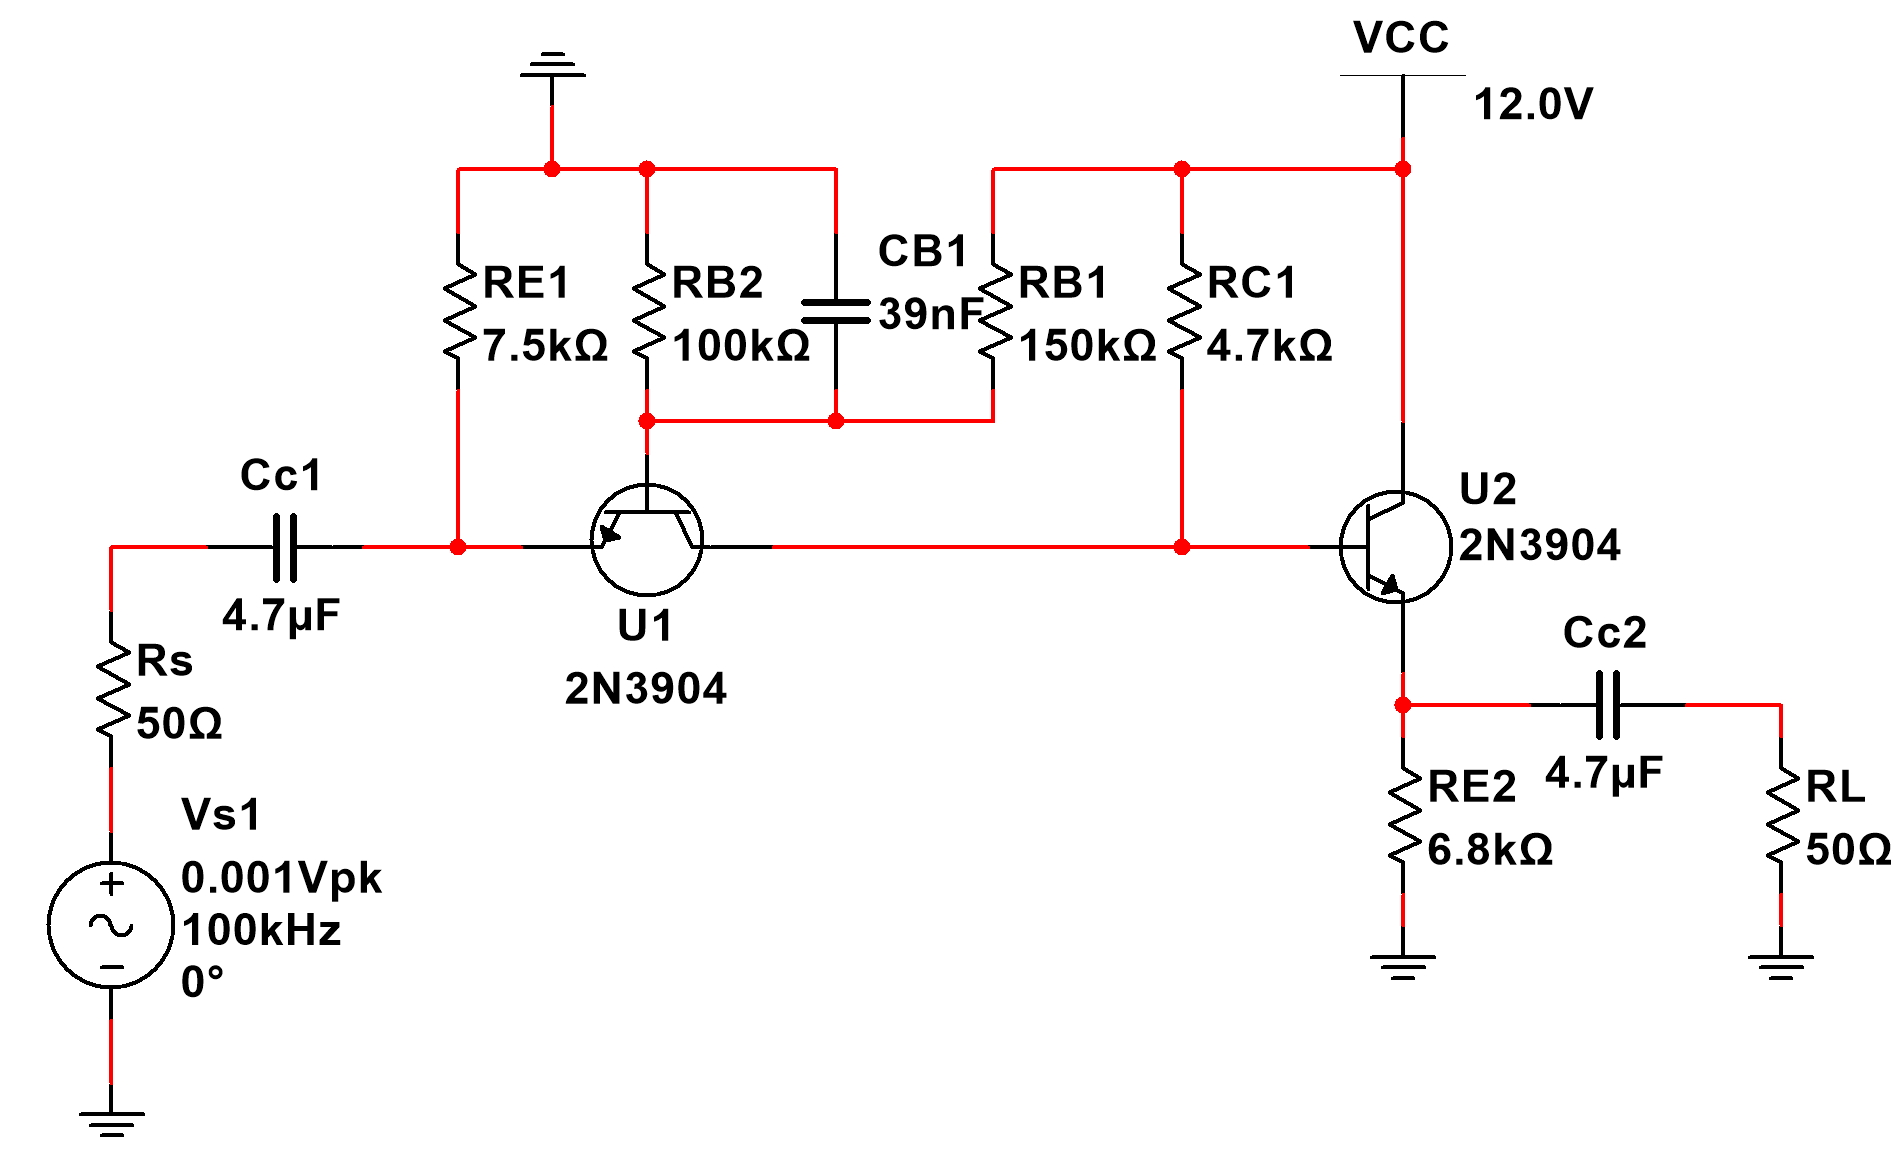 VCC
12.0V
CB1
39nF
RE1
7.5kΩ
RB2
100kΩ
RB1
150kΩ
RC1
4.7kΩ
Cc1
4.7µF
U1
2N3904
U2
2N3904
Rs
50Ω
Cc2
4.7µF
Vs1
0.001Vpk
100kHz
0°
RE2
6.8kΩ
RL
50Ω